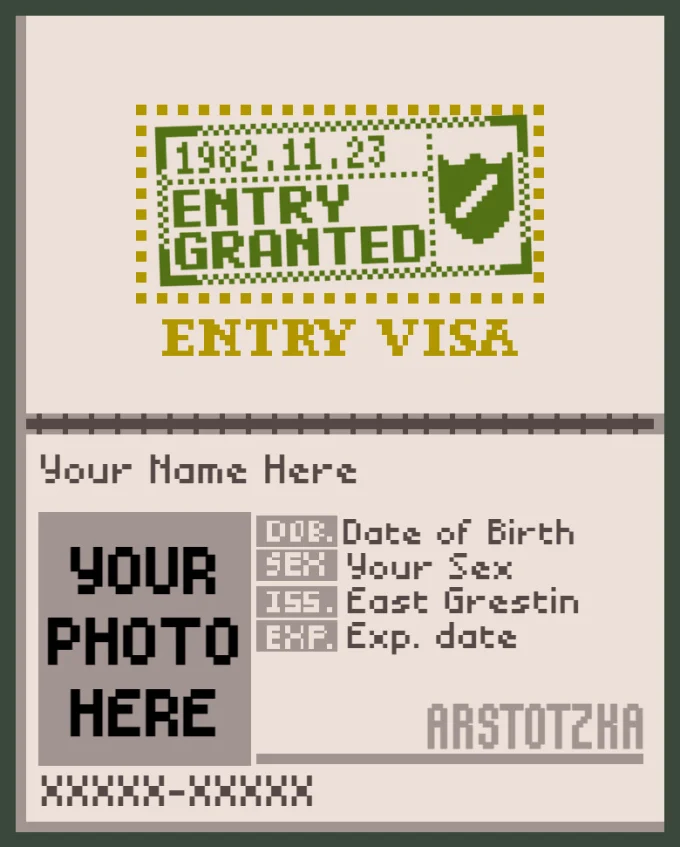 1982.11.23
ENTRY
GRANTED
ENTRY VISA
Your Name Here
YOUR
PHOTO
HERE
DOB. Date of Birth
SEX Your Sex
ISS. East Grestin
EXP. Exp. date
ARSTOTZKA
XXXXX-XXXXX